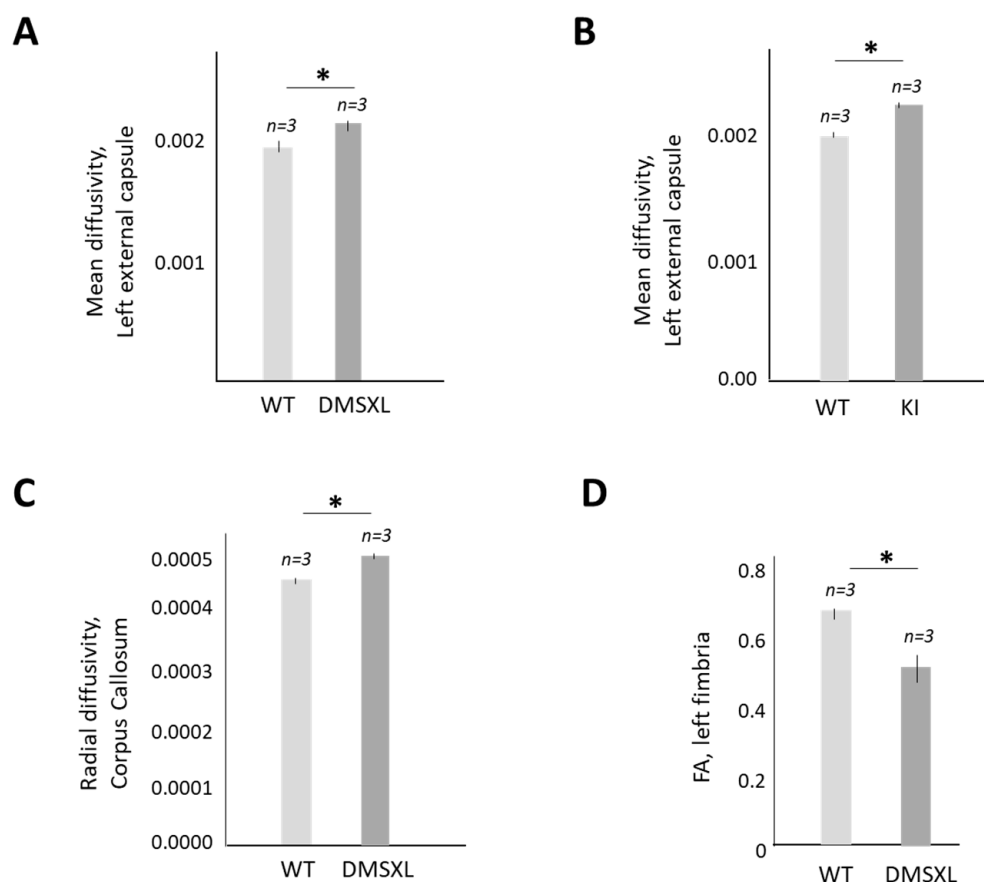 A
Mean diffusivity,
Left external capsule
0.002
0.001
*
n=3
n=3
WT
DMSXL
B
Mean diffusivity,
Left external capsule
0.002
0.001
0.00
*
n=3
n=3
WT
KI
C
Radial diffusivity,
Corpus Callosum
0.0005
0.0004
0.0003
0.0002
0.0001
0.0000
*
n=3
n=3
WT
DMSXL
D
FA, left fimbria
0.8
0.6
0.4
0.2
0
*
n=3
n=3
WT
DMSXL